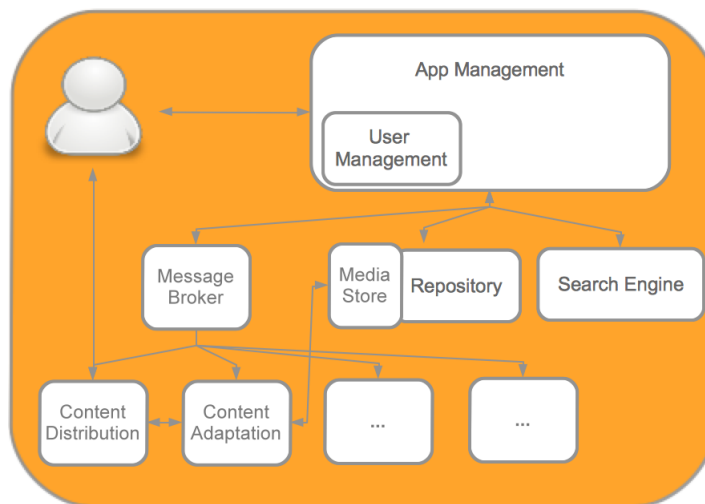 App Management
User
Management
Message
Broker
Media
Store
Repository
Search Engine
Content
Distribution
Content
Adaptation
...
...